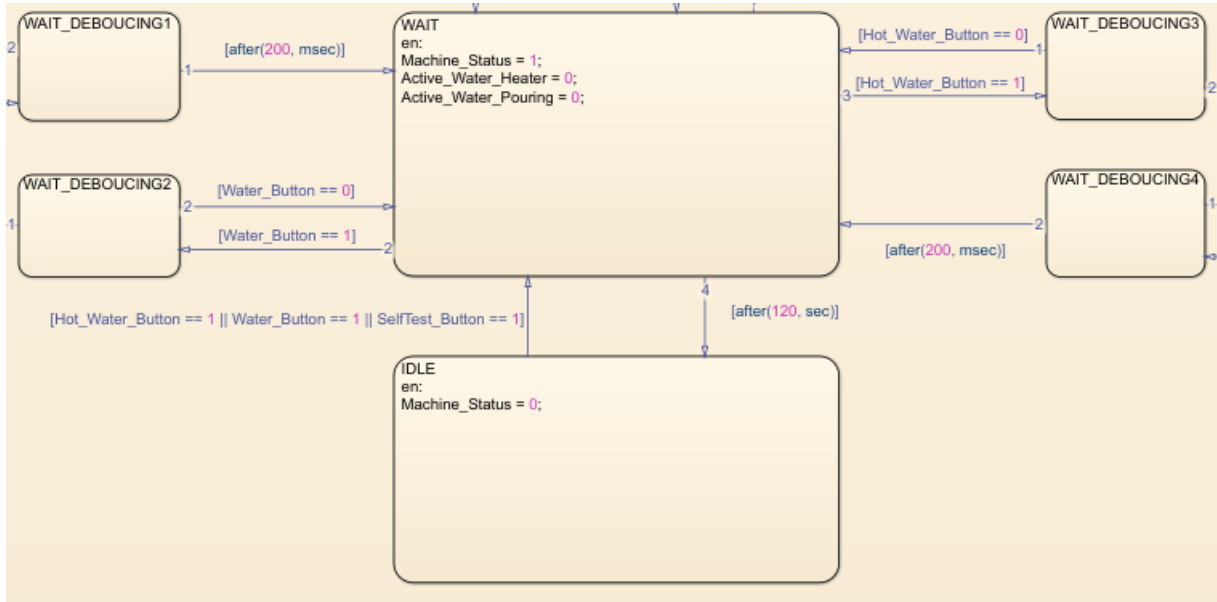 WAIT_DEBOUCING1
2
1
[after(200, msec)]
WAIT
en:
Machine_Status = 1;
Active_Water_Heater = 0;
Active_Water_Pouring = 0;
[Hot_Water_Button == 0]
1
3
[Hot_Water_Button == 1]
WAIT_DEBOUCING3
2
WAIT_DEBOUCING2
1
2
[Water_Button == 0]
[Water_Button == 1]
2
WAIT_DEBOUCING4
1
2
[after(200, msec)]
[Hot_Water_Button == 1 || Water_Button == 1 || SelfTest_Button == 1]
4
[after(120, sec)]
IDLE
en:
Machine_Status = 0;